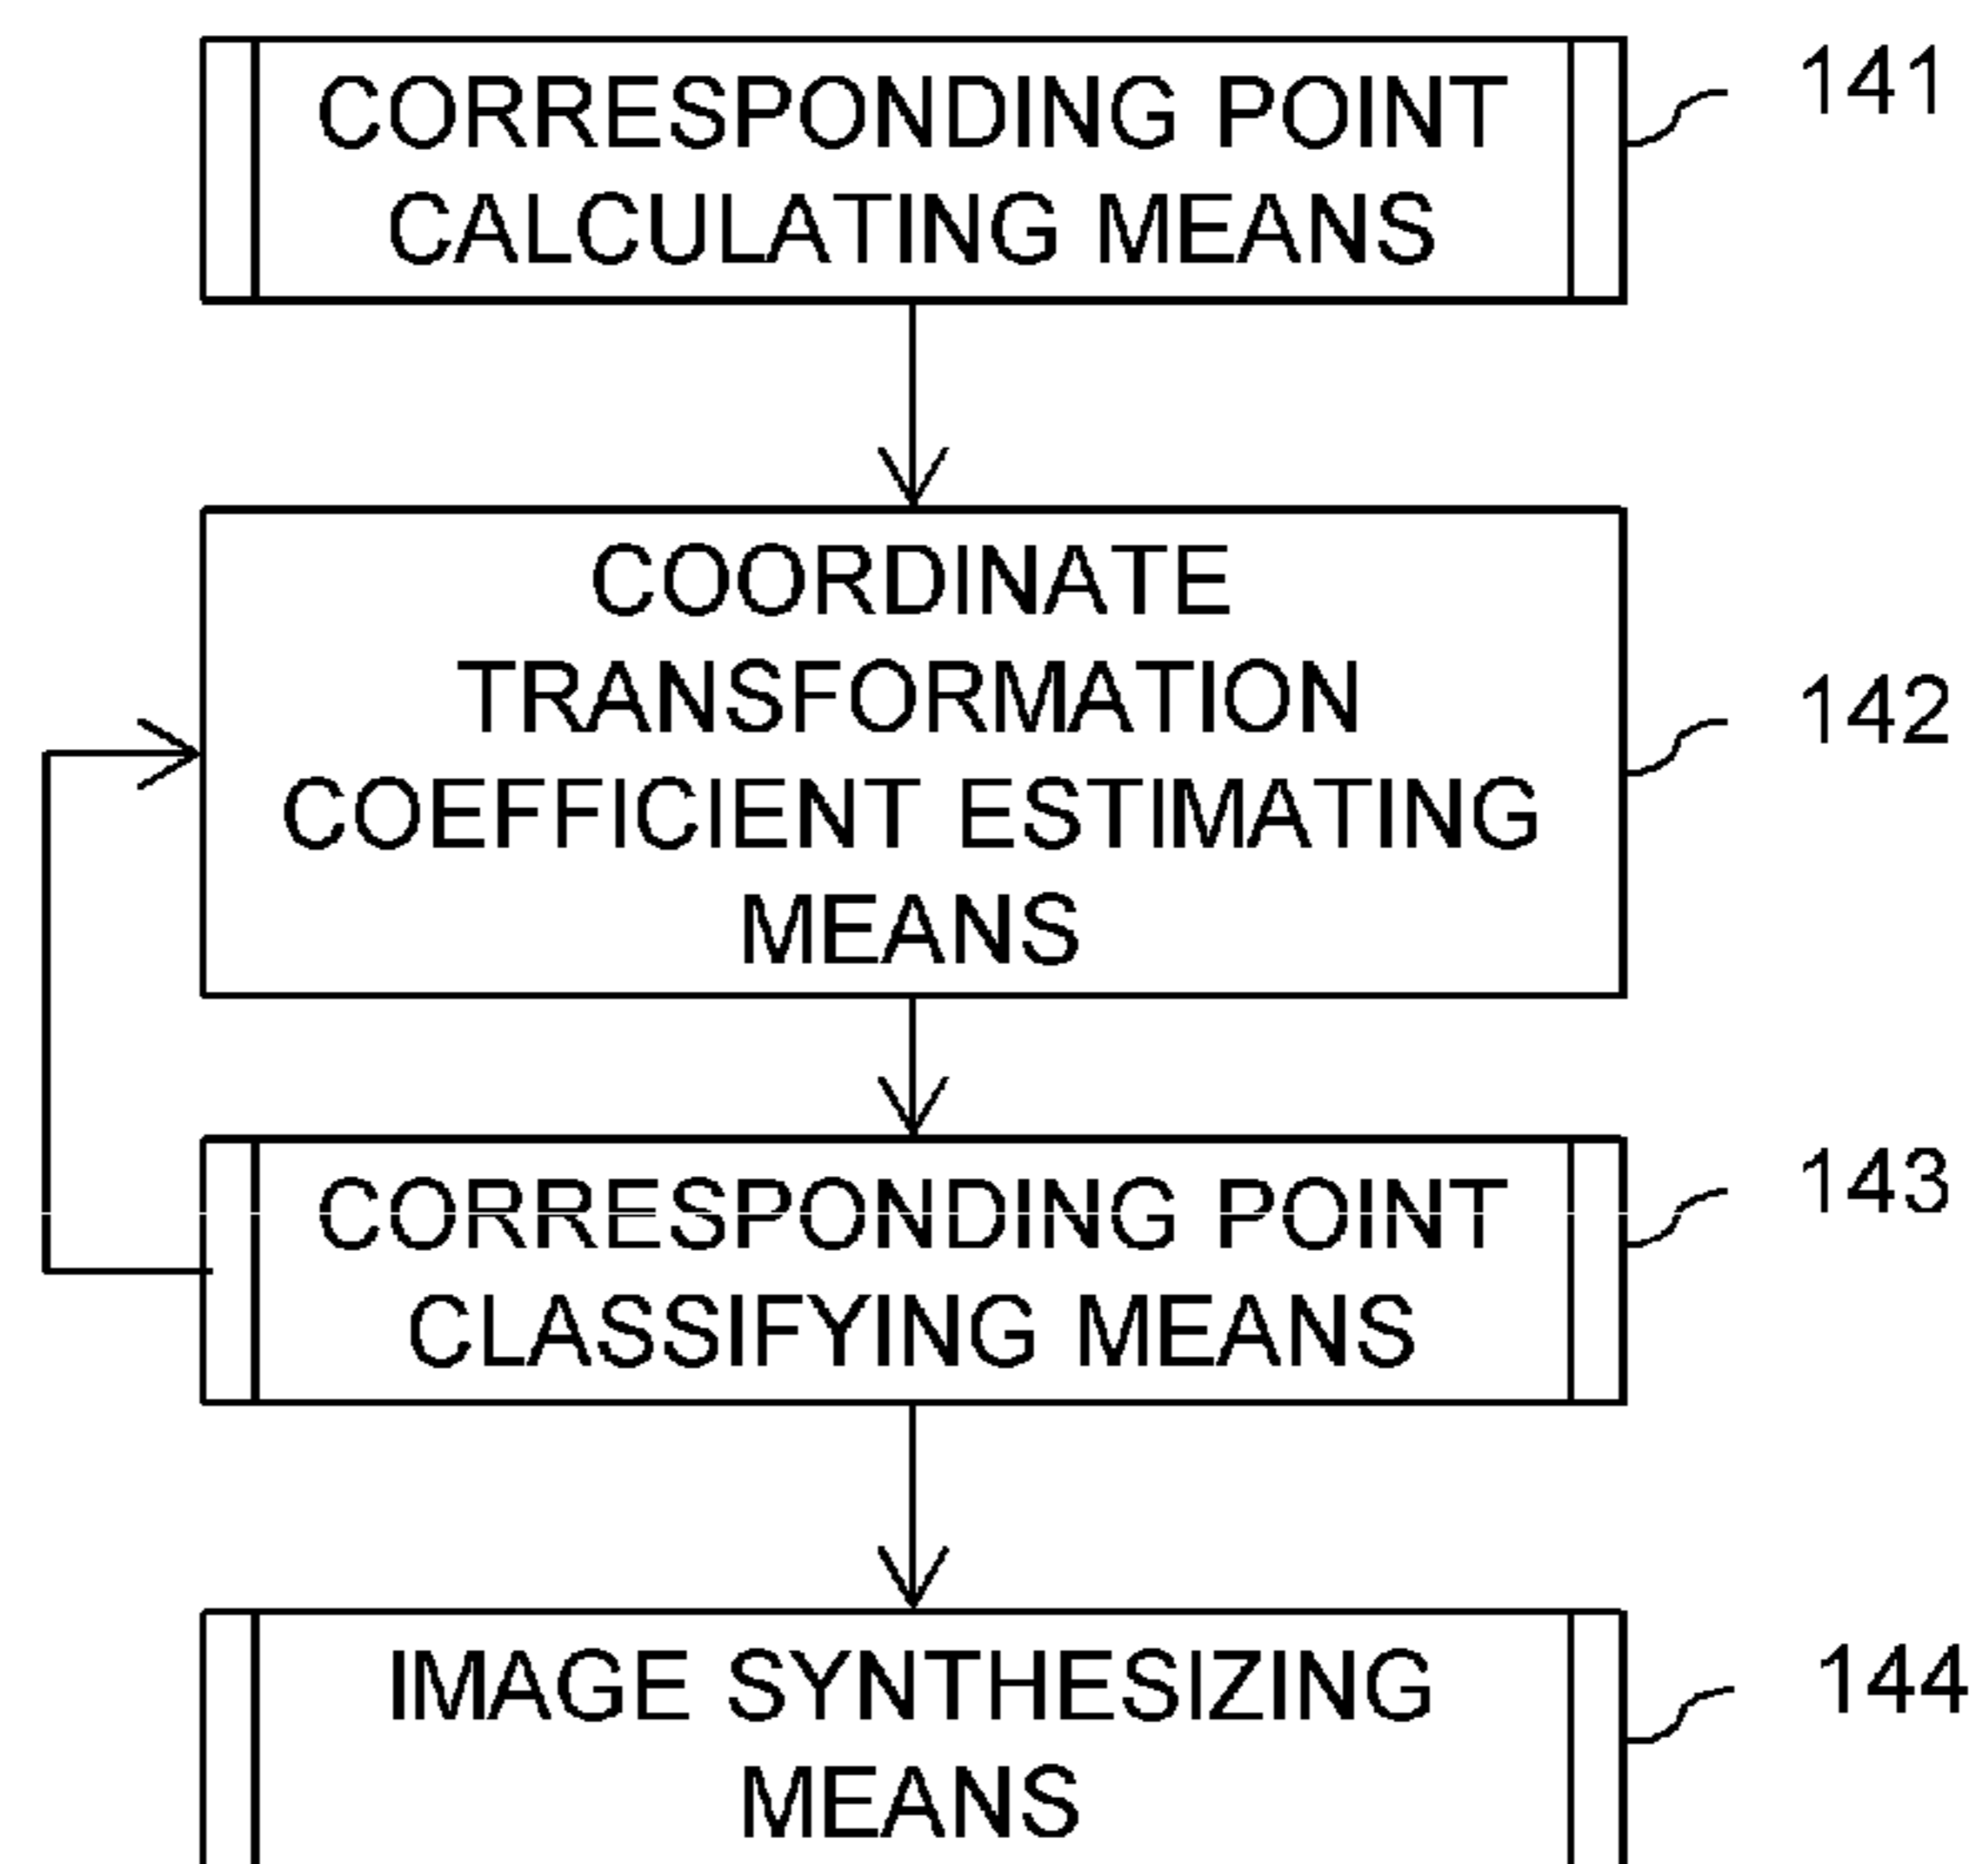 CORRESPONDING POINT
CALCULATING MEANS
141
COORDINATE
TRANSFORMATION
COEFFICIENT ESTIMATING
MEANS
142
CORRESPONDING POINT
CLASSIFYING MEANS
143
IMAGE SYNTHESIZING
MEANS
144